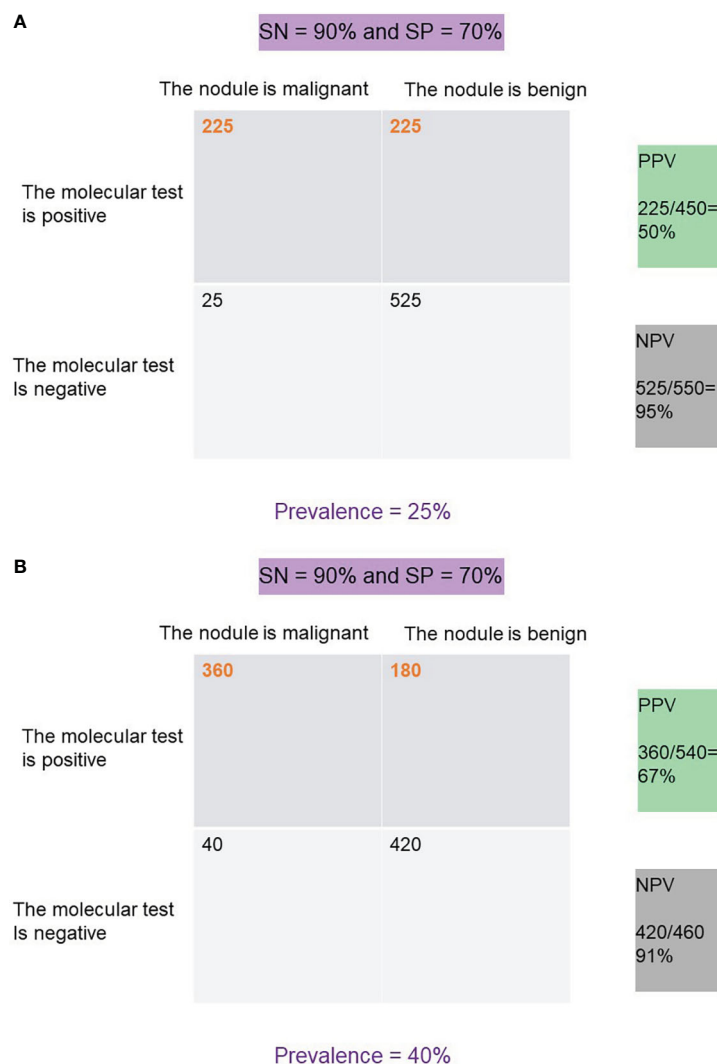 A
SN = 90% and SP = 70%
The nodule is malignant
The nodule is benign
225
225
The molecular test
is positive
PPV
225/450=
50%
25
525
The molecular test
Is negative
NPV
525/550=
95%
Prevalence = 25%
B
SN = 90% and SP = 70%
The nodule is malignant
The nodule is benign
360
180
The molecular test
is positive
PPV
360/540=
67%
40
420
The molecular test
Is negative
NPV
420/460
91%
Prevalence = 40%